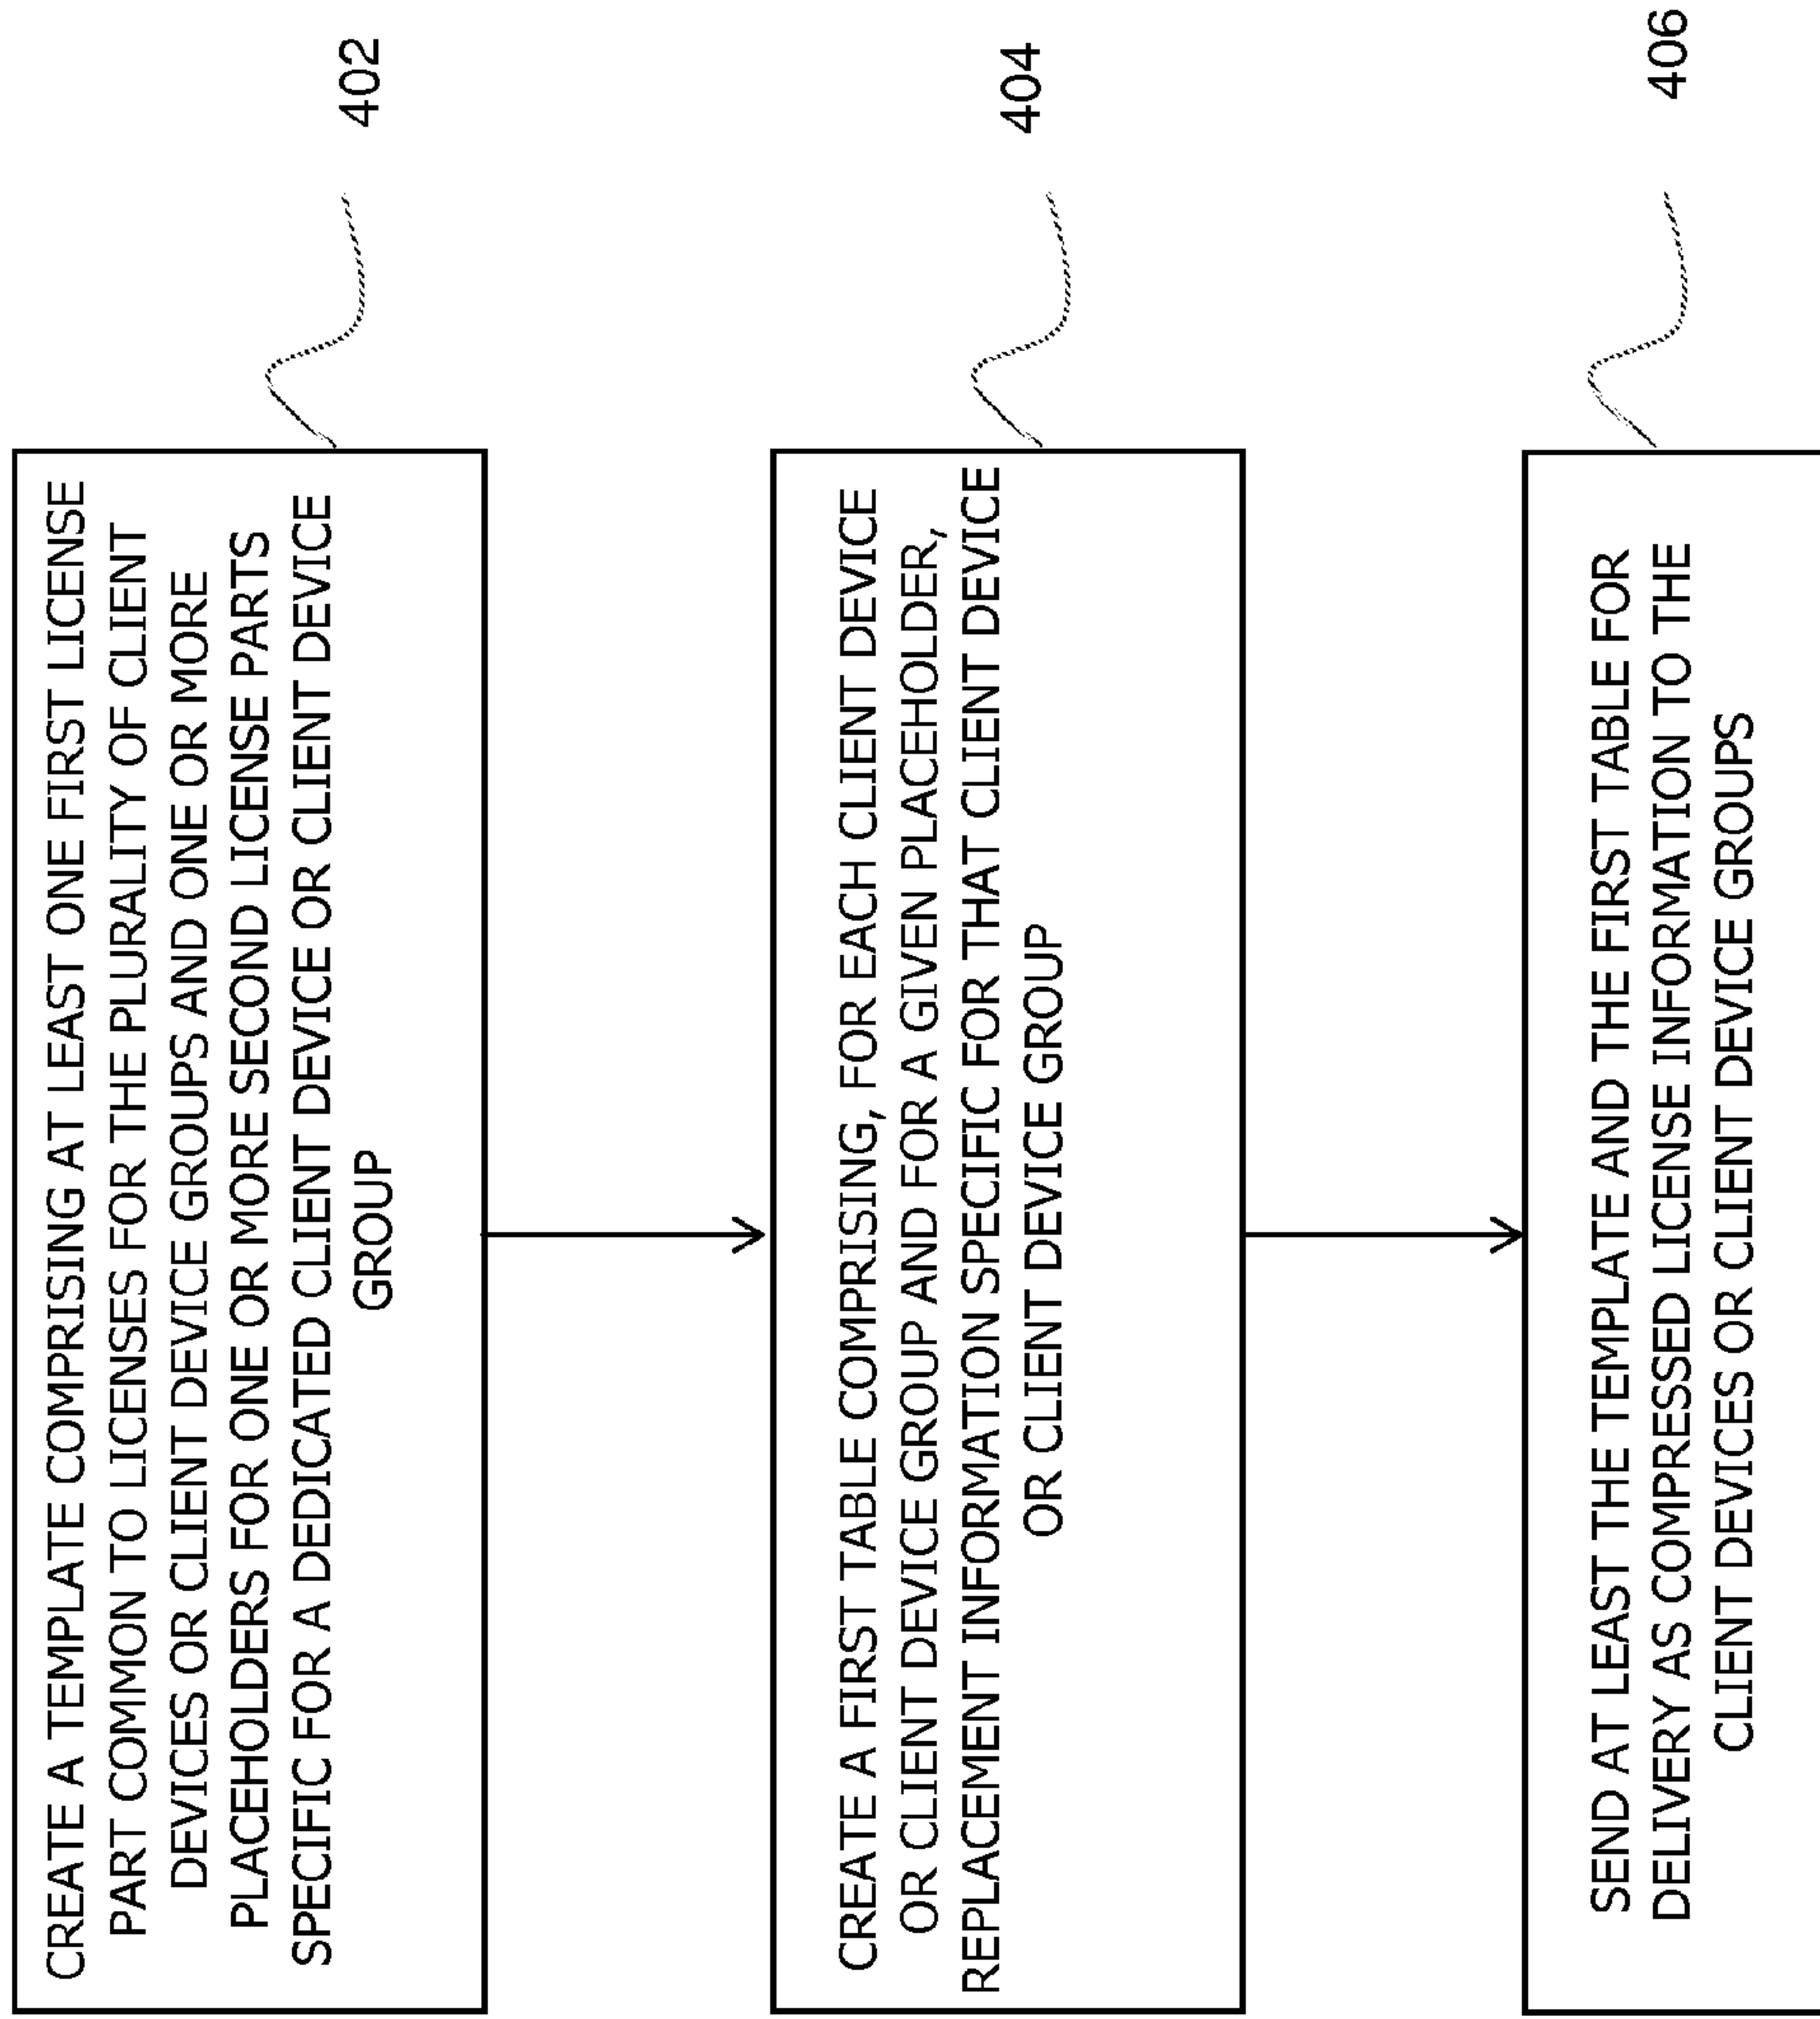 CREATE A TEMPLATE COMPRISING AT LEAST ONE FIRST LICENSE
PART COMMON TO LICENSES FOR THE PLURALITY OF CLIENT
DEVICES OR CLIENT DEVICE GROUPS AND ONE OR MORE
PLACEHOLDERS FOR ONE OR MORE SECOND LICENSE PARTS
SPECIFIC FOR A DEDICATED CLIENT DEVICE OR CLIENT DEVICE
GROUP
402
CREATE A FIRST TABLE COMPRISING, FOR EACH CLIENT DEVICE
OR CLIENT DEVICE GROUP AND FOR A GIVEN PLACEHOLDER,
REPLACEMENT INFORMATION SPECIFIC FOR THAT CLIENT DEVICE
OR CLIENT DEVICE GROUP
404
SEND AT LEAST THE TEMPLATE AND THE FIRST TABLE FOR
DELIVERY AS COMPRESSED LICENSE INFORMATION TO THE
CLIENT DEVICES OR CLIENT DEVICE GROUPS
406